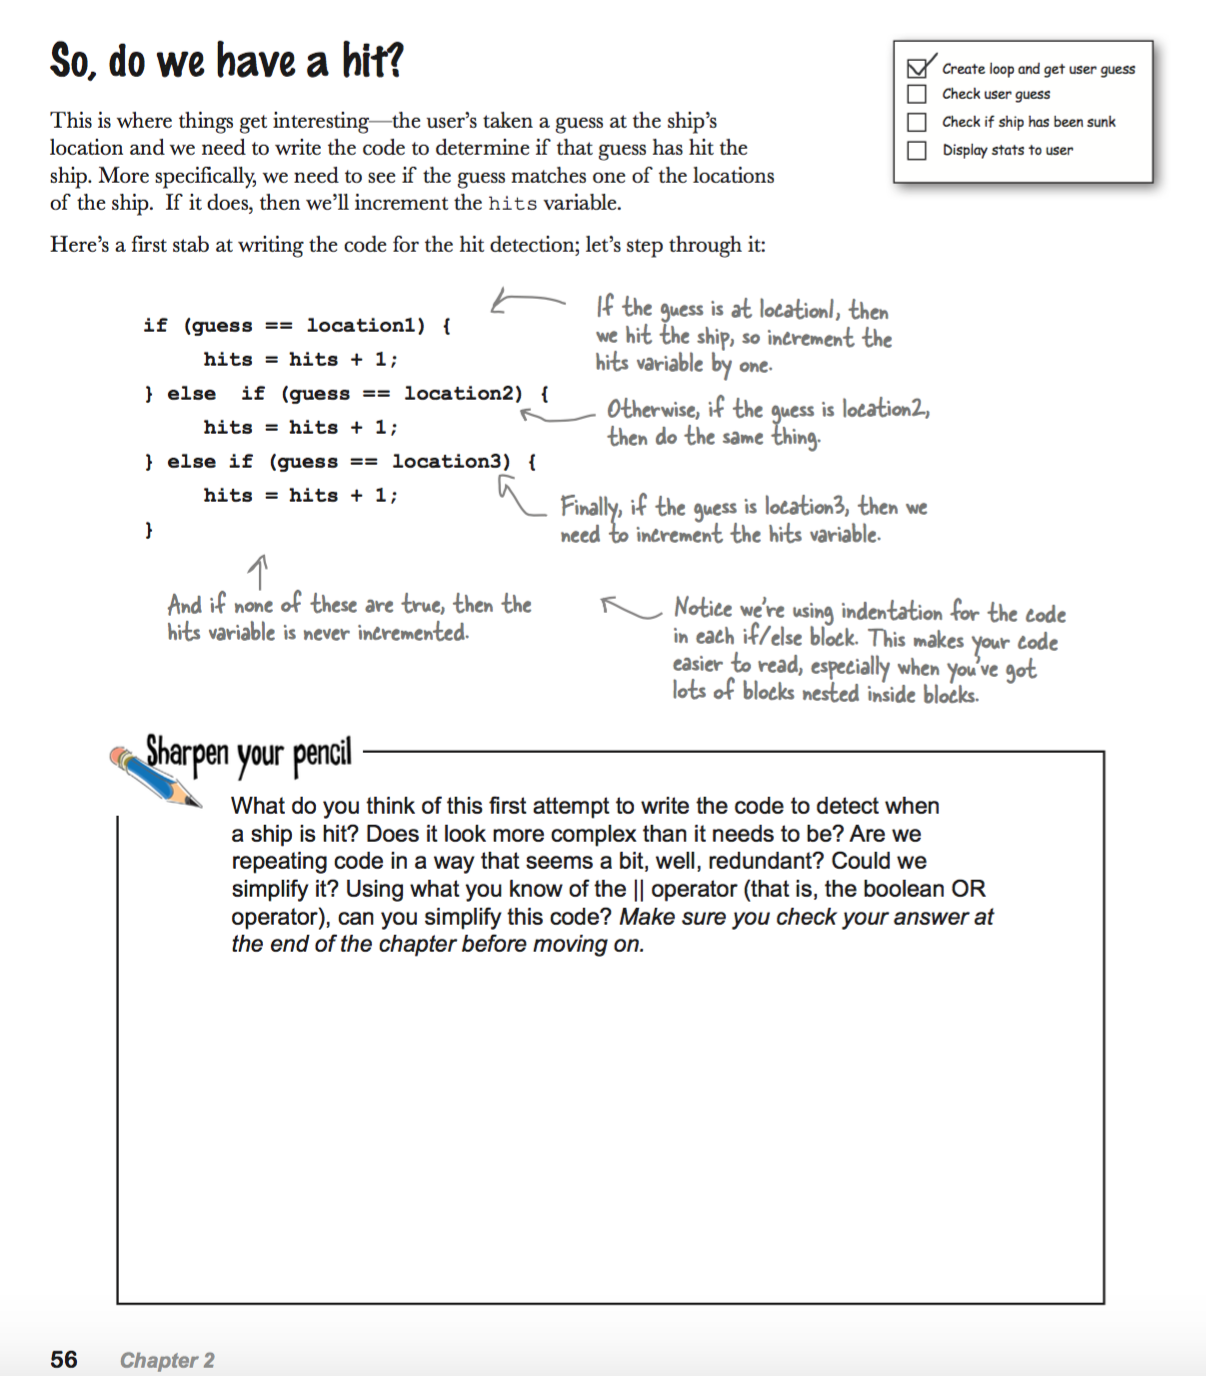 So, do we have a hit?
Create loop and get user guess
Check user guess
Check if ship has been sunk
Display stats to user
This is where things get interesting—the user's taken a guess at the ship's
location and we need to write the code to determine if that guess has hit the
ship. More specifically, we need to see if the guess matches one of the locations
of the ship. If it does, then we'll increment the hits variable.
Here's a first stab at writing the code for the hit detection; let's step through it:
if (guess == location1) {
hits = hits + 1;
} else if (guess == location2) {
hits = hits + 1;
} else if (guess == location3) {
hits = hits + 1;
}
If the guess is at location1, then
we hit the ship, so increment the
hits variable by one.
Otherwise, if the guess is location2,
then do the same thing.
Finally, if the guess is location3, then we
need to increment the hits variable.
And if none of these are true, then the
hits variable is never incremented.
Notice we're using indentation for the code
in each if/else block. This makes your code
easier to read, especially when you've got
lots of blocks nested inside blocks.
Sharpen your pencil
What do you think of this first attempt to write the code to detect when
a ship is hit? Does it look more complex than it needs to be? Are we
repeating code in a way that seems a bit, well, redundant? Could we
simplify it? Using what you know of the || operator (that is, the boolean OR
operator), can you simplify this code? Make sure you check your answer at
the end of the chapter before moving on.
56 Chapter 2